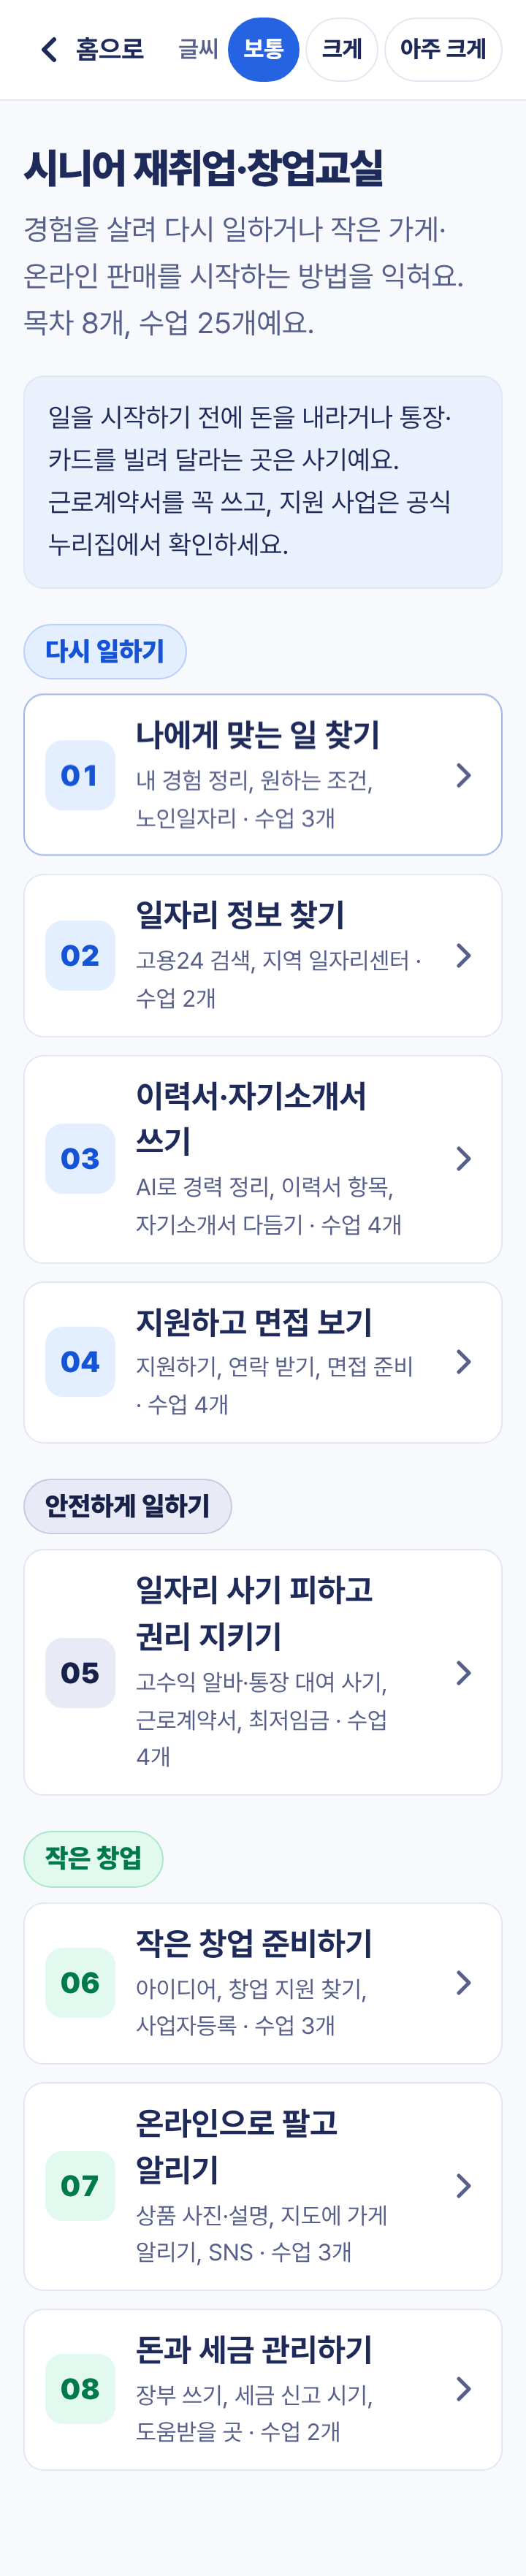 홈으로 글씨 보통 크게 아주 크게
시니어 재취업·창업교실
경험을 살려 다시 일하거나 작은 가게·
온라인 판매를 시작하는 방법을 익혀요.
목차 8개, 수업 25개예요.
일을 시작하기 전에 돈을 내라거나 통장·
카드를 빌려 달라는 곳은 사기예요.
근로계약서를 꼭 쓰고, 지원 사업은 공식
누리집에서 확인하세요.
다시 일하기
01
나에게 맞는 일 찾기
내 경험 정리, 원하는 조건,
노인일자리 · 수업 3개
02
일자리 정보 찾기
고용24 검색, 지역 일자리센터 ·
수업 2개
03
이력서·자기소개서
쓰기
AI로 경력 정리, 이력서 항목,
자기소개서 다듬기 · 수업 4개
04
지원하고 면접 보기
지원하기, 연락 받기, 면접 준비
· 수업 4개
안전하게 일하기
05
일자리 사기 피하고
권리 지키기
고수익 알바·통장 대여 사기,
근로계약서, 최저임금 · 수업
4개
작은 창업
06
작은 창업 준비하기
아이디어, 창업 지원 찾기,
사업자등록 · 수업 3개
07
온라인으로 팔고
알리기
상품 사진·설명, 지도에 가게
알리기, SNS · 수업 3개
08
돈과 세금 관리하기
장부 쓰기, 세금 신고 시기,
도움받을 곳 · 수업 2개